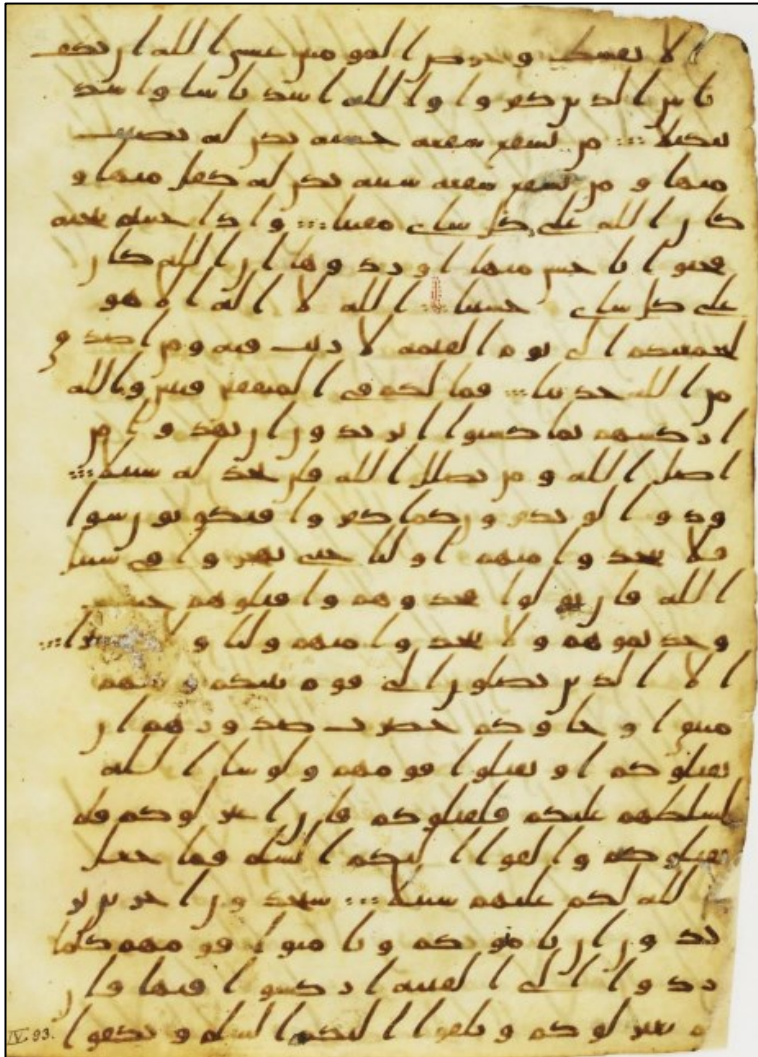 لا نفسك وحرض المومنين عسى الله ان يكف
باس الذين كفروا والله اشد باسا واشد
تنكيلا من يشفع شفعة حسنة يكن له نصيب
منها و من يشفع شفعة سيئة يكن له كفل منها و
كان الله على كل شاى مقيتا واذا حييتم بتحية
فحيوا باحسن منها او ردوها ان الله كان
على كل شاى حسيبا الله لا اله الا هو
ليجمعنكم الى يوم القيمة لا ريب فيه ومن اصدق
من الله حديثا فما لكم في المنفقين فئتين والله
اركسهم بما كسبوا اتريدون ان تهدوا من
اضل الله ومن يضلل الله فلن تجد له سبيلا
ودوا لو تكفرون كما كفروا فتكونون سوا
فلا تتخذوا منهم اوليا حتى يهجروا في سبيل
الله فان تولوا فخذوهم واقتلوهم حيث
وجدتموهم ولا تتخذوا منهم وليا ولا نصيرا
الا الذين يصلون الى قوم بينكم وبينهم
ميثق او جاوكم حصرت صدورهم ان
يقتلوكم او يقتلوا قومهم ولو شا الله
لسلطهم عليكم فلقتلوكم فان اعتزلوكم فلم
يقتلوكم والقوا اليكم السلم فما جعل
الله لكم عليهم سبيلا ستجدون اخرين ير
يدون ان يامنوكم ويامنوا قومهم كلما
ردوا الى الفتنة اركسوا فيها فان
لم يعتزلوكم ويلقوا اليكم السلم ويكفوا
IV. 93.